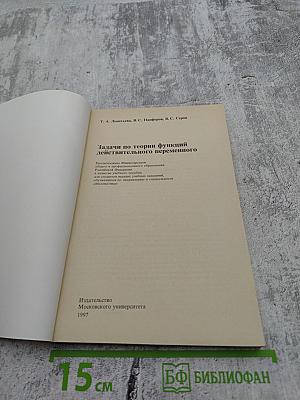 Т. А. Леонтьева, В. С. Панферов, В. С. Серов
Задачи по теории функций
действительного переменного
Рекомендовано Министерством
общего и профессионального образования
Российской Федерации
в качестве учебного пособия
для студентов высших учебных заведений,
обучающихся по направлению и специальности
«Математика»
Издательство
Московского университета
1997
15 см
БФ БИБЛИОФАН